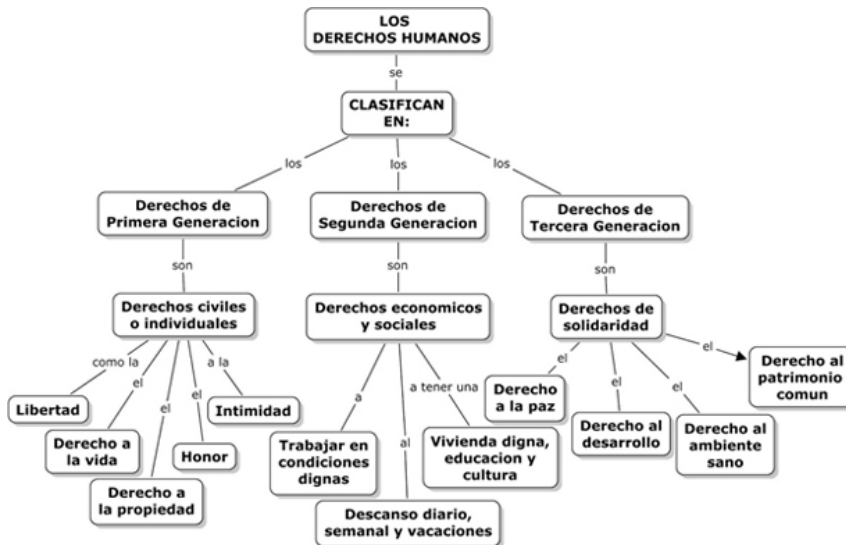 LOS
DERECHOS HUMANOS
se
CLASIFICAN
EN:
los
los
los
Derechos de
Primera Generacion
Derechos de
Segunda Generacion
Derechos de
Tercera Generacion
son
son
son
Derechos civiles
o individuales
Derechos economicos
y sociales
Derechos de
solidaridad
como la
el
el
el
a la
Libertad
Derecho a
la vida
Derecho a
la propiedad
Honor
Intimidad
a
al
a tener una
Trabajar en
condiciones
dignas
Descanso diario,
semanal y vacaciones
Vivienda digna,
educacion y
cultura
el
el
el
el
Derecho
a la paz
Derecho al
desarrollo
Derecho al
ambiente
sano
Derecho al
patrimonio
comun